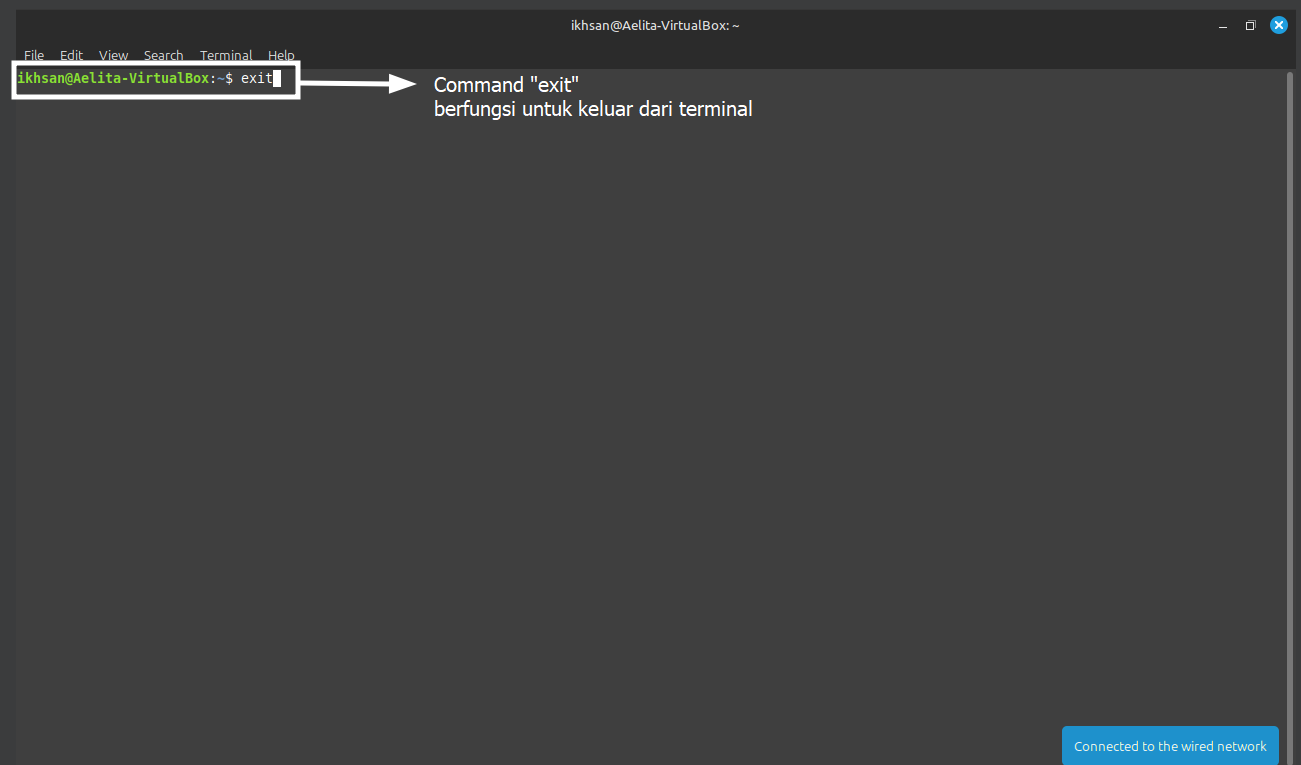 ikhsan@Aelita-VirtualBox: ~
File Edit View Search Terminal Help
ikhsan@Aelita-VirtualBox:~$ exit
Command "exit"
berfungsi untuk keluar dari terminal
Connected to the wired network